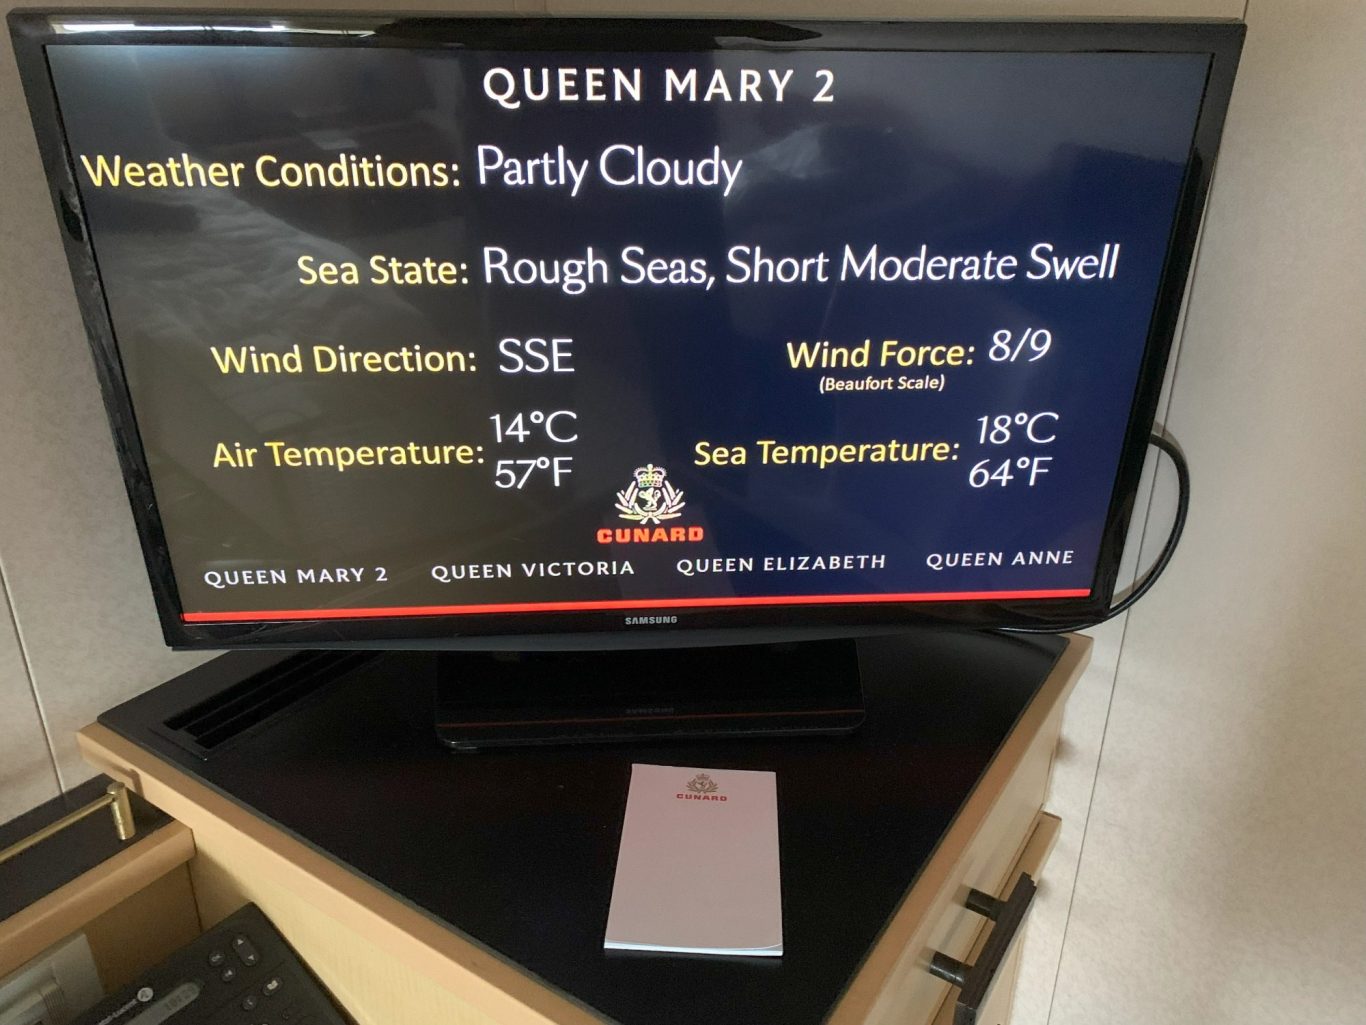 QUEEN MARY 2
Weather Conditions: Partly Cloudy
Sea State: Rough Seas, Short Moderate Swell
Wind Direction: SSE
Wind Force: 8/9
(Beaufort Scale)
Air Temperature: 14°C
57°F
Sea Temperature: 18°C
64°F
CUNARD
QUEEN MARY 2 QUEEN VICTORIA QUEEN ELIZABETH QUEEN ANNE
SAMSUNG
SAMSUNG
CUNARD